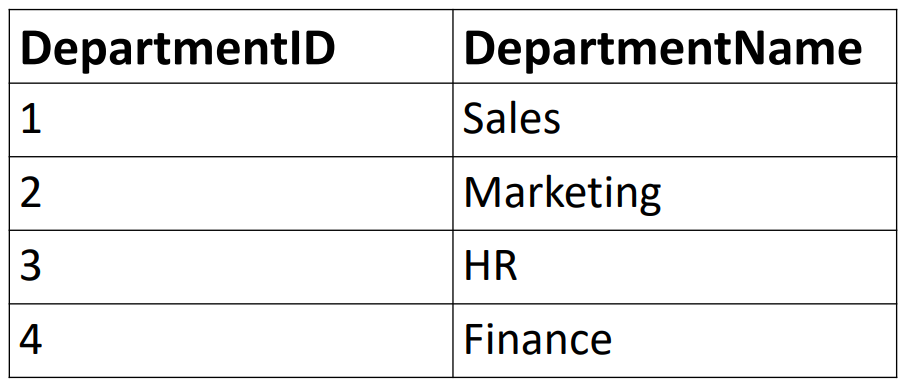 DepartmentID DepartmentName
1 Sales
2 Marketing
3 HR
4 Finance